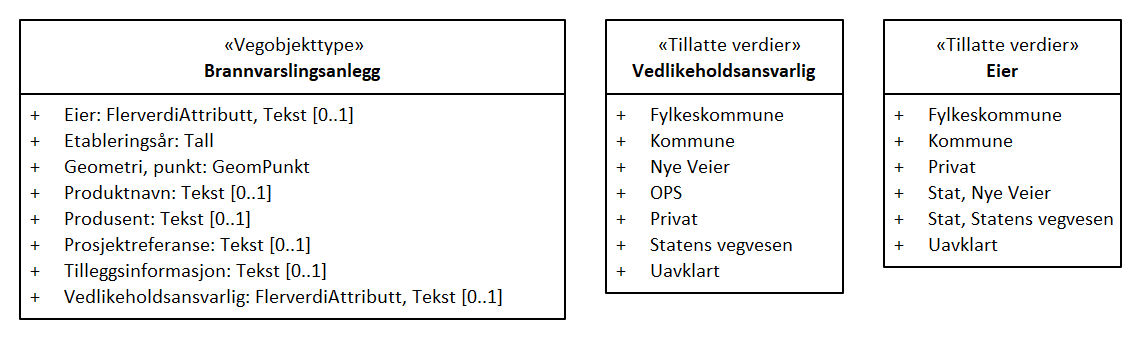 «Vegobjekttype»
Brannvarslingsanlegg
+ Eier: FlerverdiAttributt, Tekst [0..1]
+ Etableringsår: Tall
+ Geometri, punkt: GeomPunkt
+ Produktnavn: Tekst [0..1]
+ Produsent: Tekst [0..1]
+ Prosjektreferanse: Tekst [0..1]
+ Tilleggsinformasjon: Tekst [0..1]
+ Vedlikeholdsansvarlig: FlerverdiAttributt, Tekst [0..1]
«Tillatte verdier»
Vedlikeholdsansvarlig
+ Fylkeskommune
+ Kommune
+ Nye Veier
+ OPS
+ Privat
+ Statens vegvesen
+ Uavklart
«Tillatte verdier»
Eier
+ Fylkeskommune
+ Kommune
+ Privat
+ Stat, Nye Veier
+ Stat, Statens vegvesen
+ Uavklart